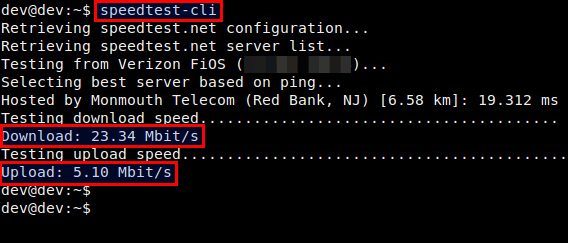 dev@dev:~$ speedtest-cli
Retrieving speedtest.net configuration...
Retrieving speedtest.net server list...
Testing from Verizon FiOS ( )...
Selecting best server based on ping...
Hosted by Monmouth Telecom (Red Bank, NJ) [6.58 km]: 19.312 ms
Testing download speed........................................
Download: 23.34 Mbit/s
Testing upload speed..........................................
Upload: 5.10 Mbit/s
dev@dev:~$
dev@dev:~$